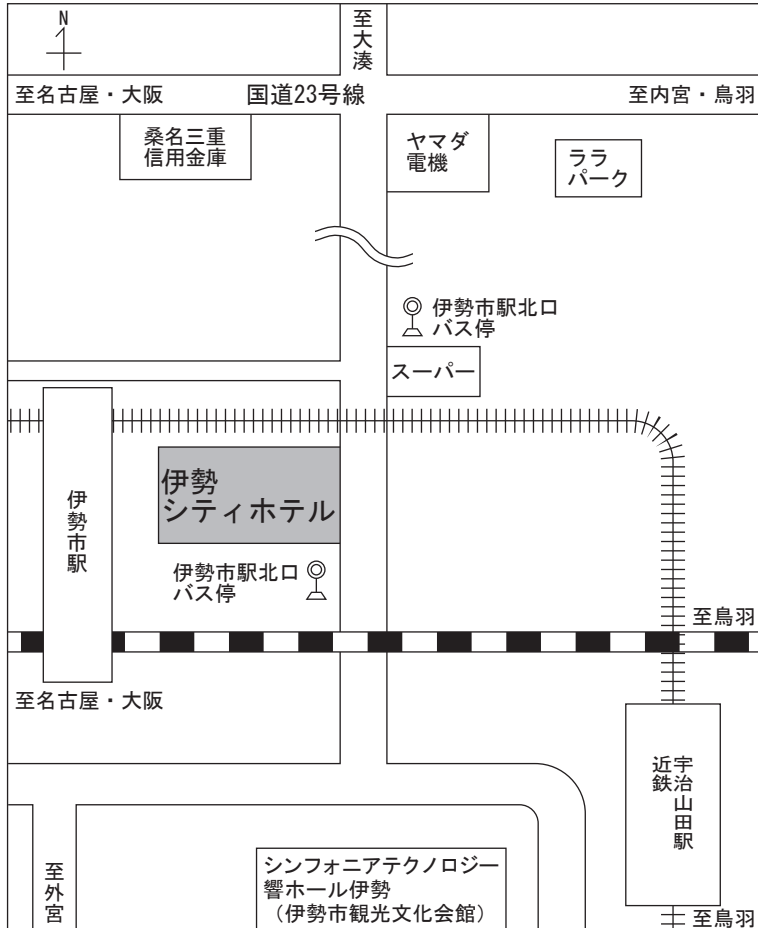 N
至大湊
至名古屋・大阪
国道23号線
至内宮・鳥羽
桑名三重
信用金庫
ヤマダ
電機
ララ
パーク
伊勢市駅北口
バス停
スーパー
伊勢
シティホテル
伊勢市駅
伊勢市駅北口
バス停
至鳥羽
至名古屋・大阪
近鉄
宇治山田駅
至外宮
シンフォニアテクノロジー
響ホール伊勢
（伊勢市観光文化会館）
至鳥羽